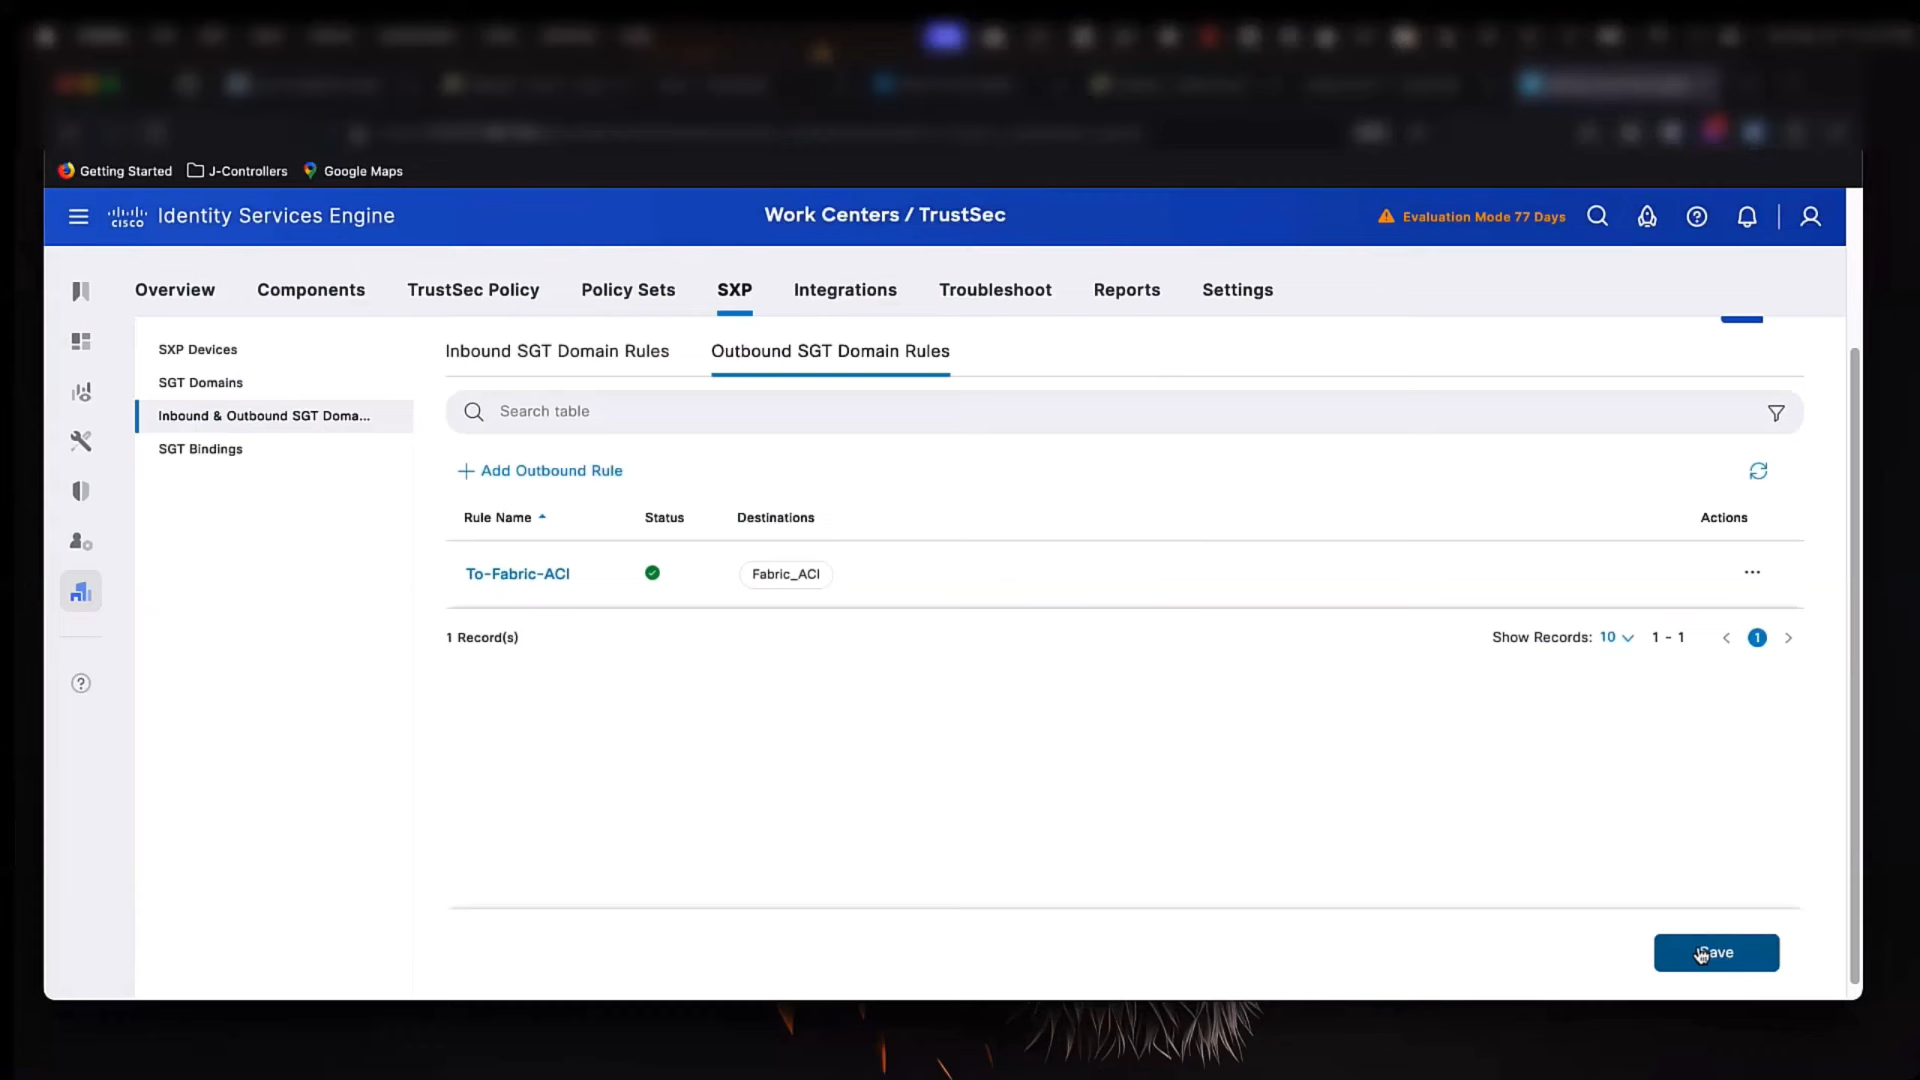 Getting Started J-Controllers Google Maps
CISCO Identity Services Engine
Work Centers / TrustSec
Evaluation Mode 77 Days
Overview Components TrustSec Policy Policy Sets SXP Integrations Troubleshoot Reports Settings
SXP Devices
SGT Domains
Inbound & Outbound SGT Doma...
SGT Bindings
Inbound SGT Domain Rules Outbound SGT Domain Rules
Search table
Add Outbound Rule
Rule Name Status Destinations Actions
To-Fabric-ACI Fabric_ACI ...
1 Record(s) Show Records: 10 1 - 1 1
Save